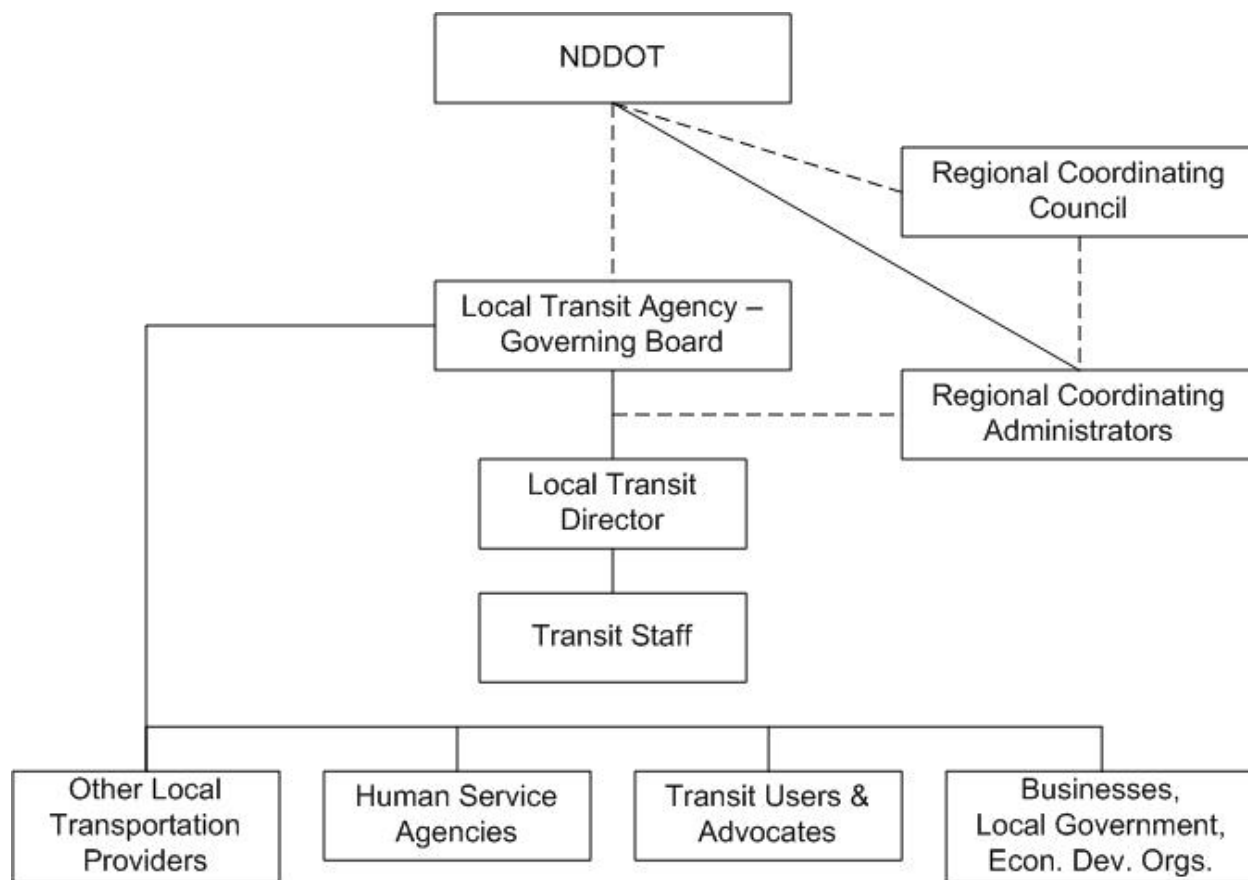 NDDOT
Regional Coordinating
Council
Local Transit Agency –
Governing Board
Regional Coordinating
Administrators
Local Transit
Director
Transit Staff
Other Local
Transportation
Providers
Human Service
Agencies
Transit Users &
Advocates
Businesses,
Local Government,
Econ. Dev. Orgs.